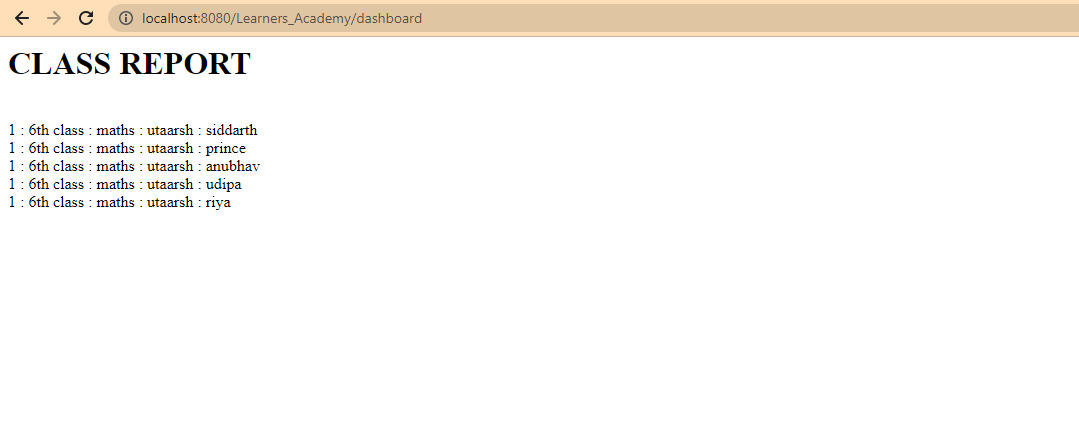 localhost:8080/Learners_Academy/dashboard
CLASS REPORT
1 : 6th class : maths : utaarsh : siddarth
1 : 6th class : maths : utaarsh : prince
1 : 6th class : maths : utaarsh : anubhav
1 : 6th class : maths : utaarsh : udipa
1 : 6th class : maths : utaarsh : riya